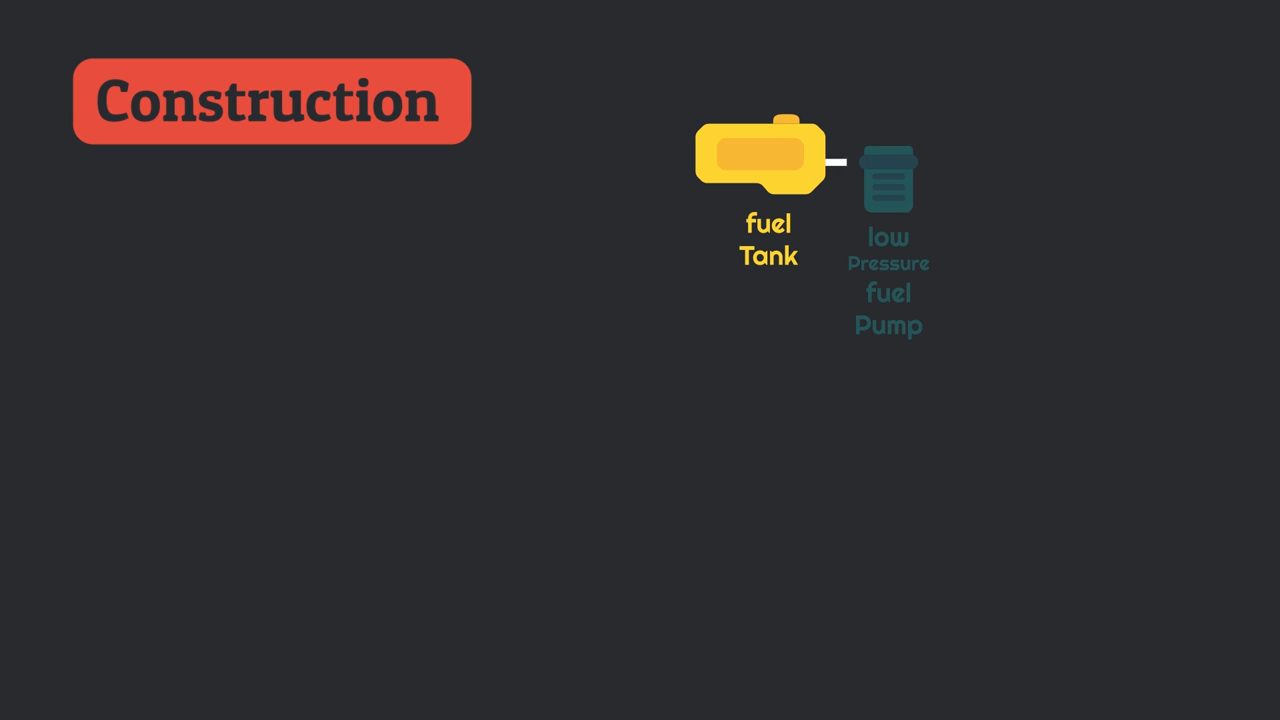 Construction
fuel
Tank
low
Pressure
fuel
Pump